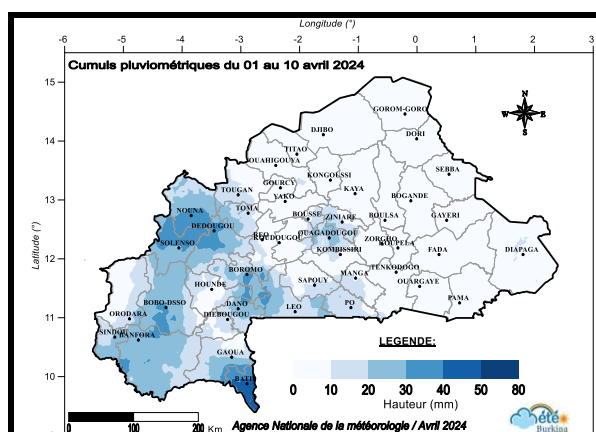 Longitude (°)
-6 -5 -4 -3 -2 -1 0 1 2 3
Cumuls pluviométriques du 01 au 10 avril 2024
15
14
13
12
11
10
Latitude (°)
N
W E
S
GOROM-GORO
DJIBO
DORI
TITAO
OUAHIGOUYA
SEBBA
KONGOUSSI
GOURCY
TOUGAN
KAYA
YAKO
BOGANDE
TOMA
NOUNA
BOUSSE
ZINIARE
BOULSA
GAYERI
DEDOUGOU
REO
KOUDOUGOU
OUAGADOUGOU
ZORGHO
SOLENSO
KOUPELA
KOMBISSIRI
FADA
DIAPAGA
BOROMO
TENKODOGO
MANGA
HOUNDE
SAPOUY
OUARGAYE
BOBO-DSSO
DANO
LEO
PO
PAMA
ORODARA
DIEBOUGOU
SINDOU
BANFORA
GAOUA
BATIE
LEGENDE:
0 10 20 30 40 50 80
Hauteur (mm)
0 100 200
Km
Agence Nationale de la météorologie / Avril 2024
été
Burkina